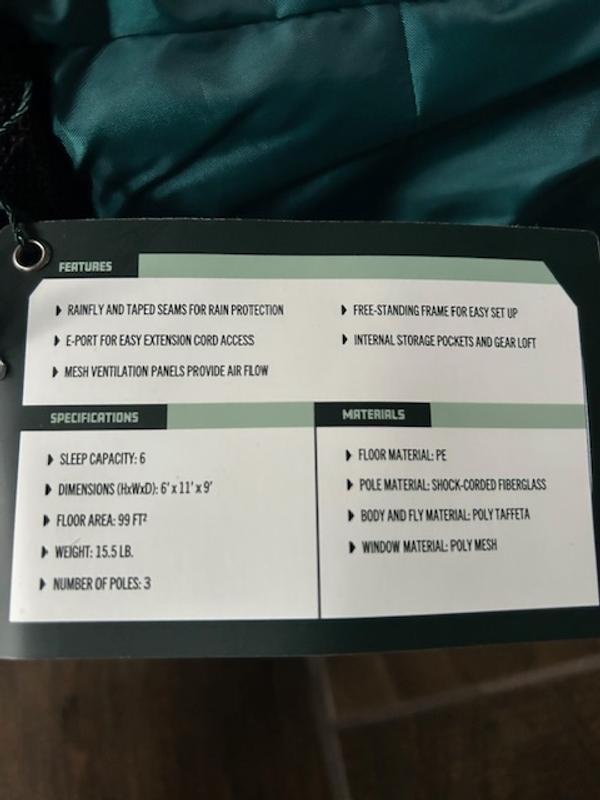 FEATURES
RAINFLY AND TAPED SEAMS FOR RAIN PROTECTION
E-PORT FOR EASY EXTENSION CORD ACCESS
MESH VENTILATION PANELS PROVIDE AIR FLOW
FREE-STANDING FRAME FOR EASY SET UP
INTERNAL STORAGE POCKETS AND GEAR LOFT
SPECIFICATIONS
SLEEP CAPACITY: 6
DIMENSIONS (HxWxD): 6' x 11' x 9'
FLOOR AREA: 99 FT²
WEIGHT: 15.5 LB.
NUMBER OF POLES: 3
MATERIALS
FLOOR MATERIAL: PE
POLE MATERIAL: SHOCK-CORDED FIBERGLASS
BODY AND FLY MATERIAL: POLY TAFFETA
WINDOW MATERIAL: POLY MESH